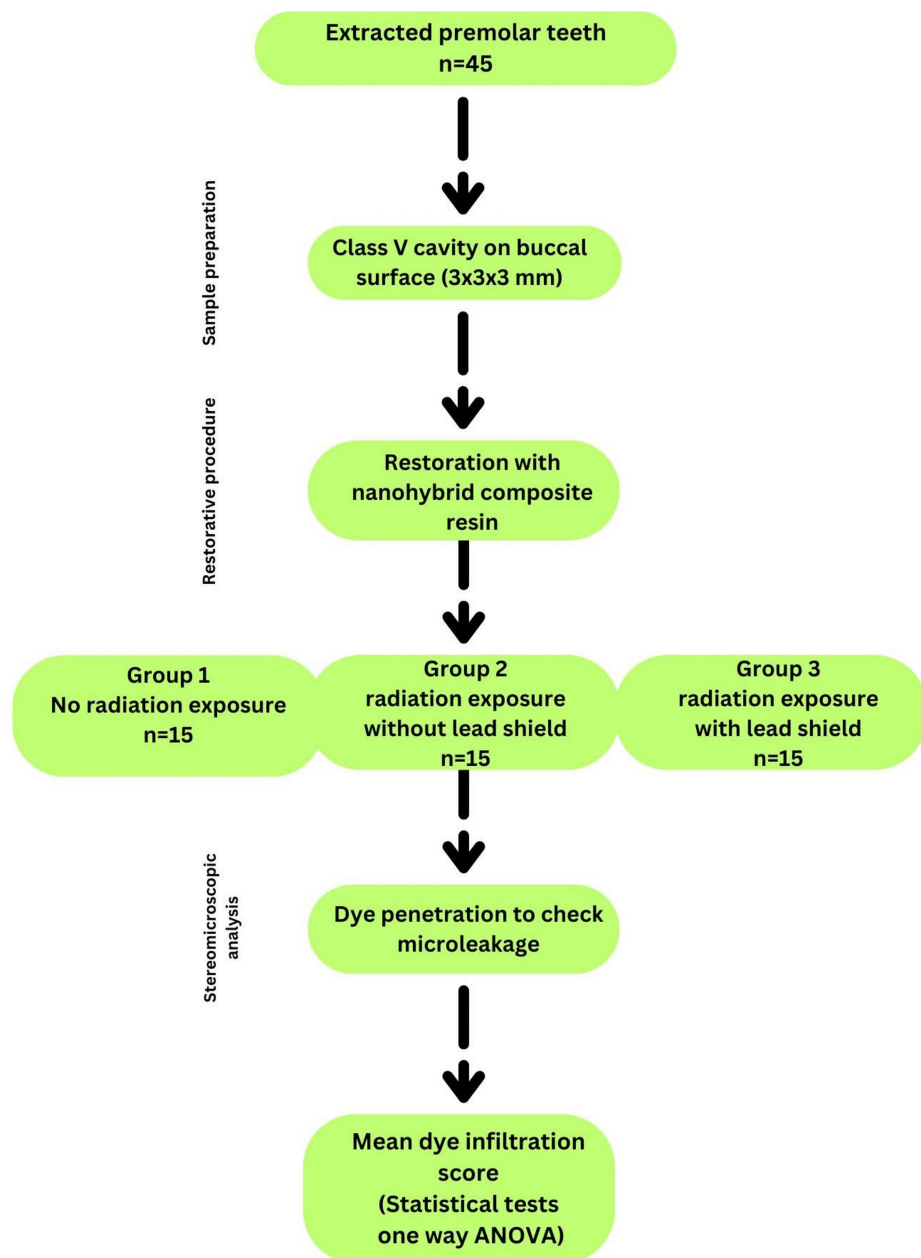 Extracted premolar teeth
n=45
Sample preparation
Class V cavity on buccal
surface (3x3x3 mm)
Restorative procedure
Restoration with
nanohybrid composite
resin
Group 1
No radiation exposure
n=15
Group 2
radiation exposure
without lead shield
n=15
Group 3
radiation exposure
with lead shield
n=15
Stereomicroscopic
analysis
Dye penetration to check
microleakage
Mean dye infiltration
score
(Statistical tests
one way ANOVA)